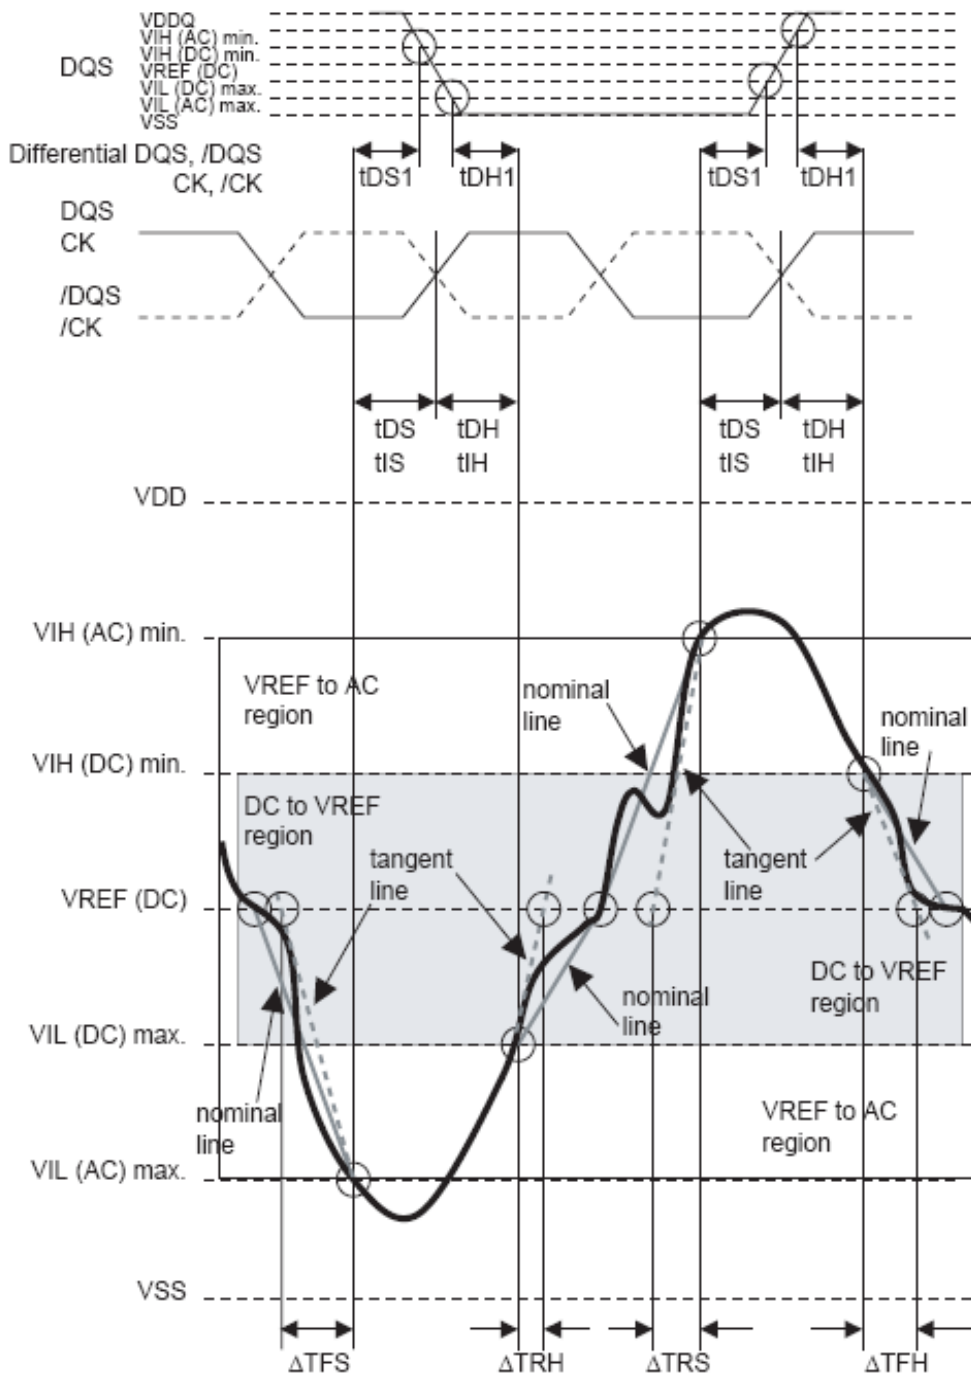 VDDQ
VIH (AC) min.
VIH (DC) min.
DQS
VREF (DC)
VIL (DC) max.
VIL (AC) max.
VSS
Differential DQS, /DQS
CK, /CK
tDS1
tDH1
tDS1
tDH1
DQS
CK
/DQS
/CK
tDS
tIS
tDH
tIH
tDS
tIS
tDH
tIH
VDD
VIH (AC) min.
VREF to AC
region
nominal
line
nominal
line
VIH (DC) min.
DC to VREF
region
tangent
line
tangent
line
VREF (DC)
DC to VREF
region
nominal
line
VIL (DC) max.
nominal
line
VREF to AC
region
VIL (AC) max.
VSS
ΔTFS
ΔTRH
ΔTRS
ΔTFH